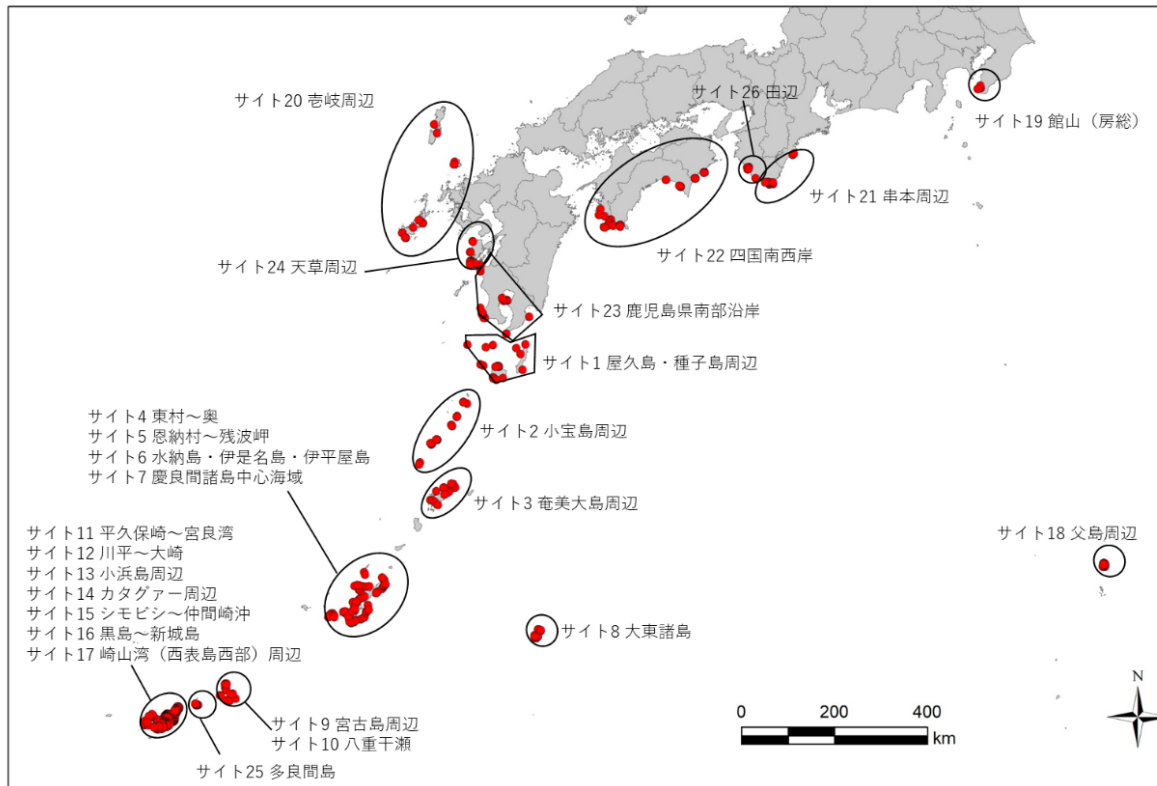 サイト26 田辺
サイト20 壱岐周辺
サイト19 館山（房総）
サイト21 串本周辺
サイト22 四国南西岸
サイト24 天草周辺
サイト23 鹿児島県南部沿岸
サイト1 屋久島・種子島周辺
サイト4 東村～奥
サイト5 恩納村～残波岬
サイト6 水納島・伊是名島・伊平屋島
サイト7 慶良間諸島中心海域
サイト2 小宝島周辺
サイト3 奄美大島周辺
サイト11 平久保崎～宮良湾
サイト12 川平～大崎
サイト13 小浜島周辺
サイト14 カタグァー周辺
サイト15 シモビシ～仲間崎沖
サイト16 黒島～新城島
サイト17 崎山湾（西表島西部）周辺
サイト18 父島周辺
サイト8 大東諸島
サイト9 宮古島周辺
サイト10 八重干瀬
サイト25 多良間島
N
0 200 400
km